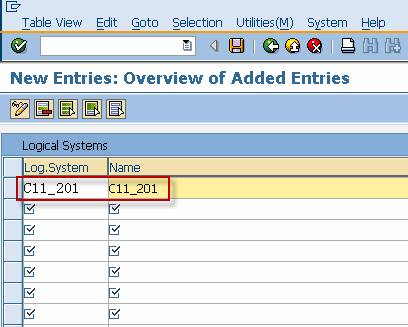 Table View Edit Goto Selection Utilities(M) System Help
New Entries: Overview of Added Entries
Logical Systems
Log.System Name
C11_201 C11_201